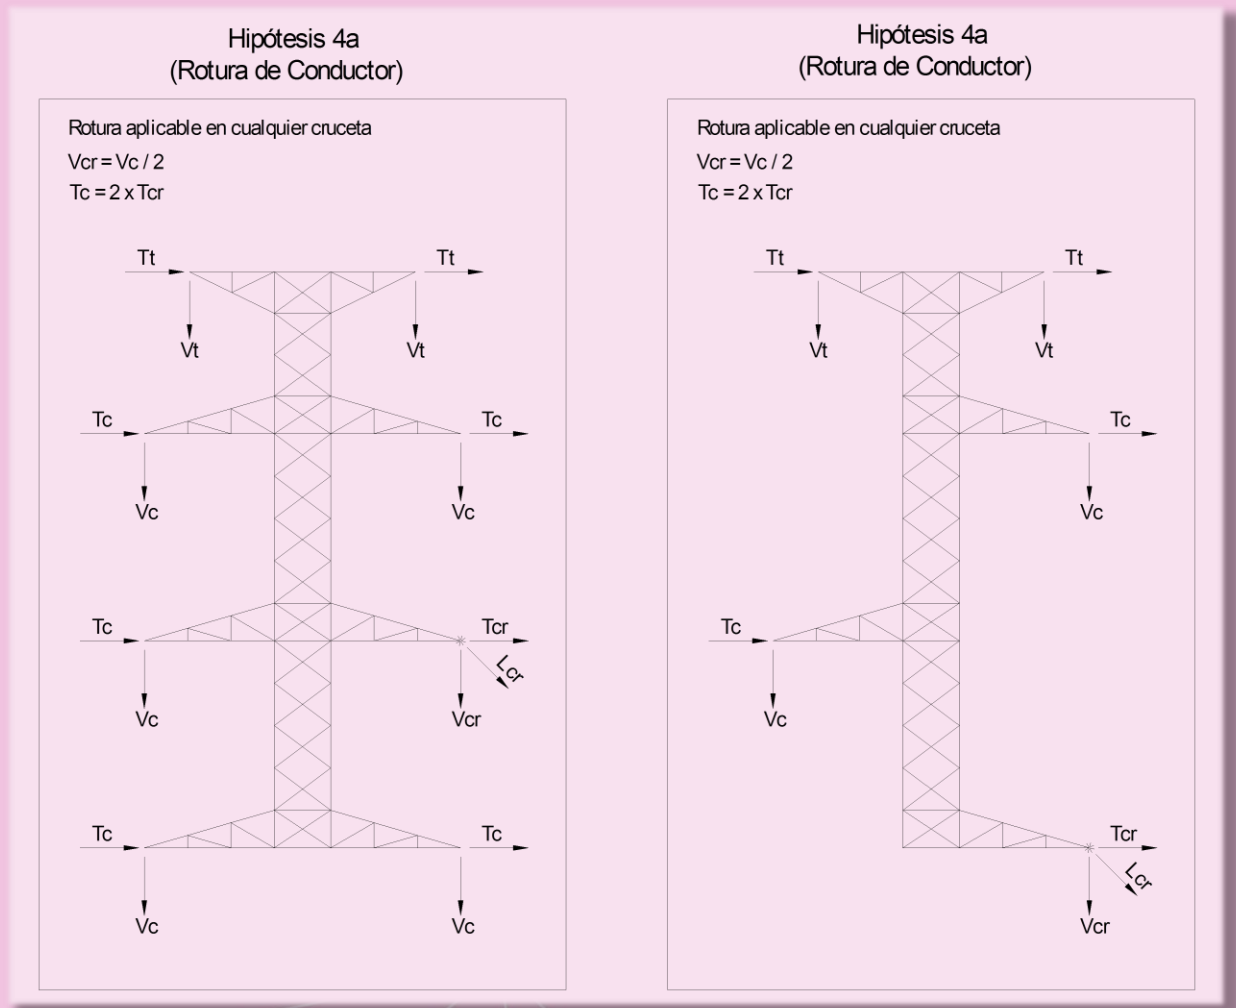 Hipótesis 4a
(Rotura de Conductor)
Rotura aplicable en cualquier cruceta
Vcr = Vc / 2
Tc = 2 x Tcr
Tt
Tt
Vt
Vt
Tc
Tc
Vc
Vc
Tc
Tcr
Lcr
Vc
Vcr
Tc
Tc
Vc
Vc
Hipótesis 4a
(Rotura de Conductor)
Rotura aplicable en cualquier cruceta
Vcr = Vc / 2
Tc = 2 x Tcr
Tt
Tt
Vt
Vt
Tc
Vc
Tc
Vc
Tcr
Lcr
Vcr